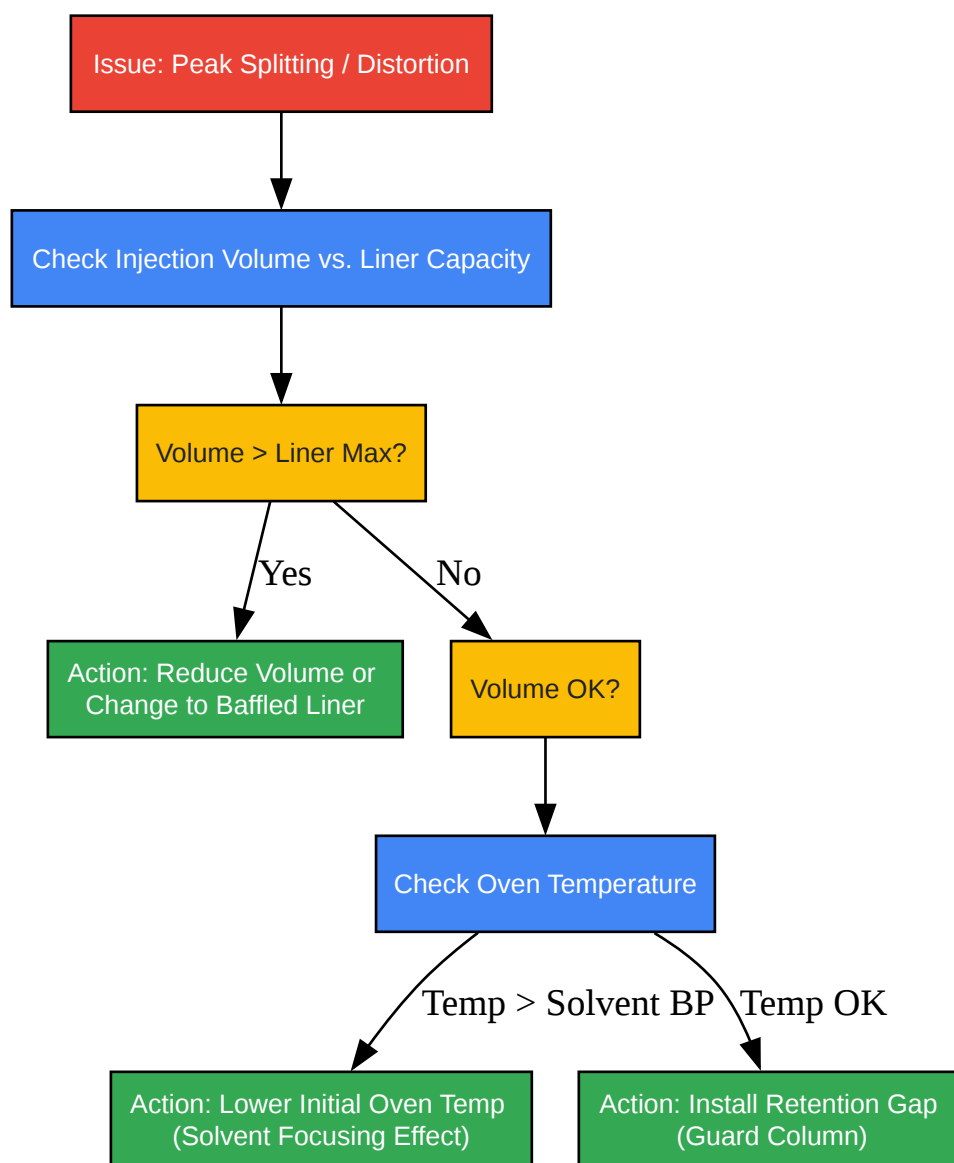 Issue: Peak Splitting / Distortion
Check Injection Volume vs. Liner Capacity
Volume > Liner Max?
Yes
No
Action: Reduce Volume or
Change to Baffled Liner
Volume OK?
Check Oven Temperature
Temp > Solvent BP
Temp OK
Action: Lower Initial Oven Temp
(Solvent Focusing Effect)
Action: Install Retention Gap
(Guard Column)